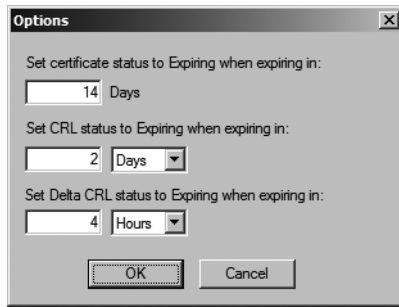 Options
Set certificate status to Expiring when expiring in:
14 Days
Set CRL status to Expiring when expiring in:
2 Days
Set Delta CRL status to Expiring when expiring in:
4 Hours
OK Cancel